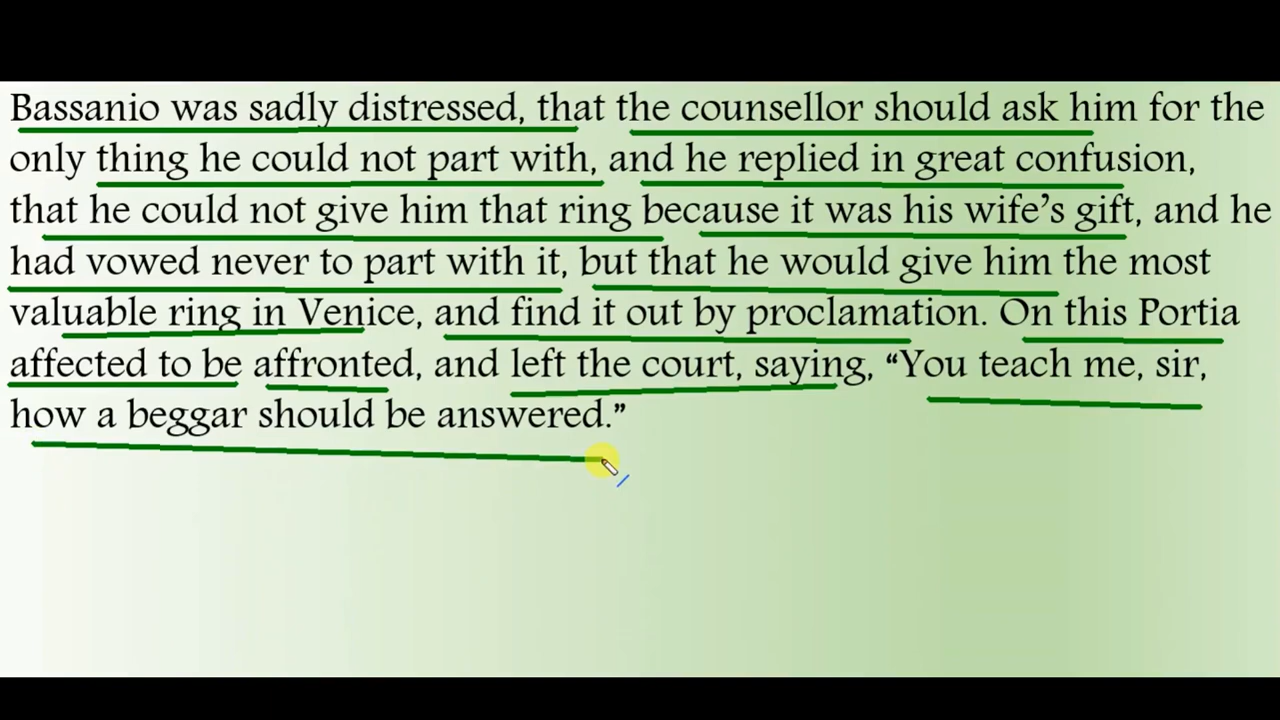 Bassanio was sadly distressed, that the counsellor should ask him for the
only thing he could not part with, and he replied in great confusion,
that he could not give him that ring because it was his wife’s gift, and he
had vowed never to part with it, but that he would give him the most
valuable ring in Venice, and find it out by proclamation. On this Portia
affected to be affronted, and left the court, saying, “You teach me, sir,
how a beggar should be answered.”